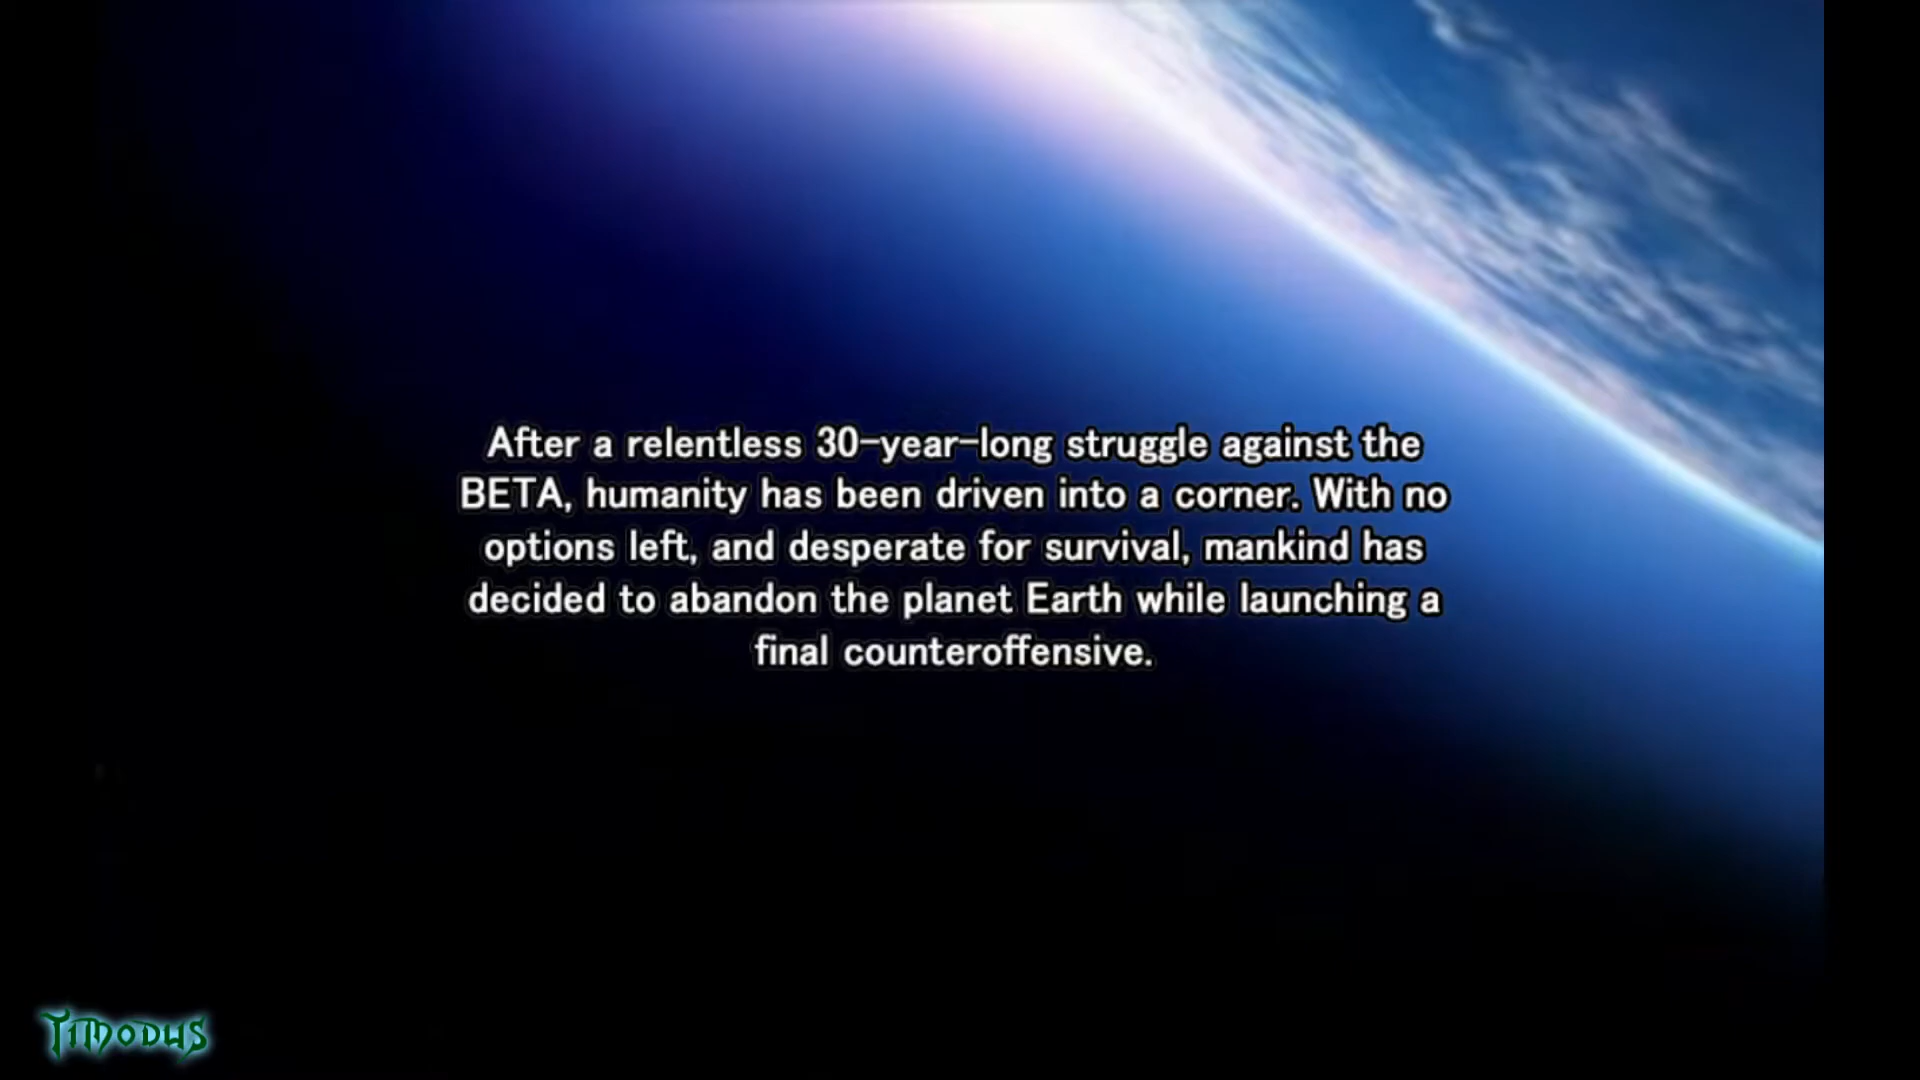 After a relentless 30-year-long struggle against the
BETA, humanity has been driven into a corner. With no
options left, and desperate for survival, mankind has
decided to abandon the planet Earth while launching a
final counteroffensive.
TIMODUS